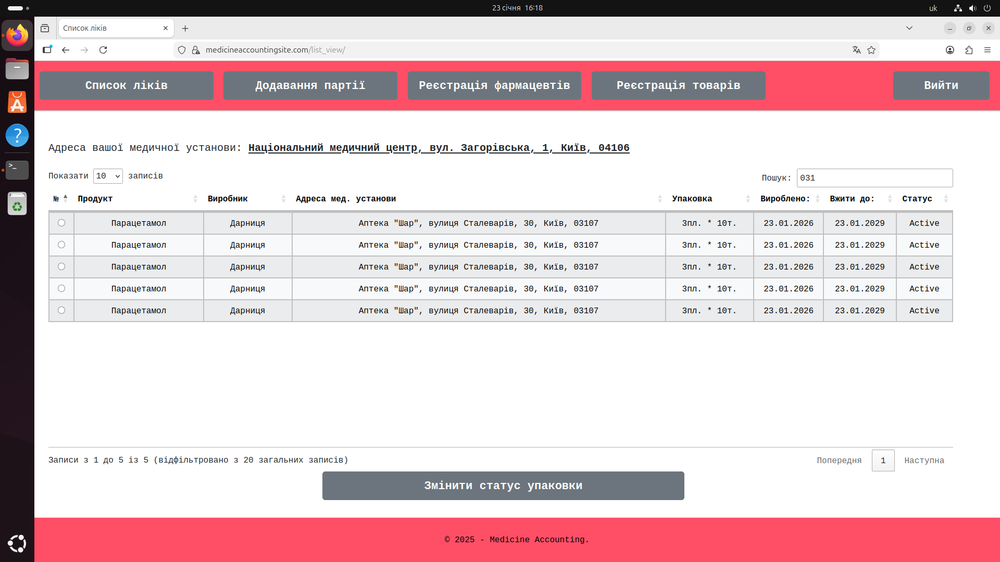 23 січня 16:18
uk
Список ліків
medicineaccountingsite.com/list_view/
Список ліків Додавання партії Реєстрація фармацевтів Реєстрація товарів Вийти
Адреса вашої медичної установи: Національний медичний центр, вул. Загорівська, 1, Київ, 04106
Показати 10 записів
Пошук: 031
№ Продукт Виробник Адреса мед. установи Упаковка Вироблено: Вжити до: Статус
Парацетамол Дарниця Аптека "Шар", вулиця Сталеварів, 30, Київ, 03107 3пл. * 10т. 23.01.2026 23.01.2029 Active
Парацетамол Дарниця Аптека "Шар", вулиця Сталеварів, 30, Київ, 03107 3пл. * 10т. 23.01.2026 23.01.2029 Active
Парацетамол Дарниця Аптека "Шар", вулиця Сталеварів, 30, Київ, 03107 3пл. * 10т. 23.01.2026 23.01.2029 Active
Парацетамол Дарниця Аптека "Шар", вулиця Сталеварів, 30, Київ, 03107 3пл. * 10т. 23.01.2026 23.01.2029 Active
Парацетамол Дарниця Аптека "Шар", вулиця Сталеварів, 30, Київ, 03107 3пл. * 10т. 23.01.2026 23.01.2029 Active
Записи з 1 до 5 із 5 (відфільтровано з 20 загальних записів)
Попередня 1 Наступна
Змінити статус упаковки
© 2025 - Medicine Accounting.